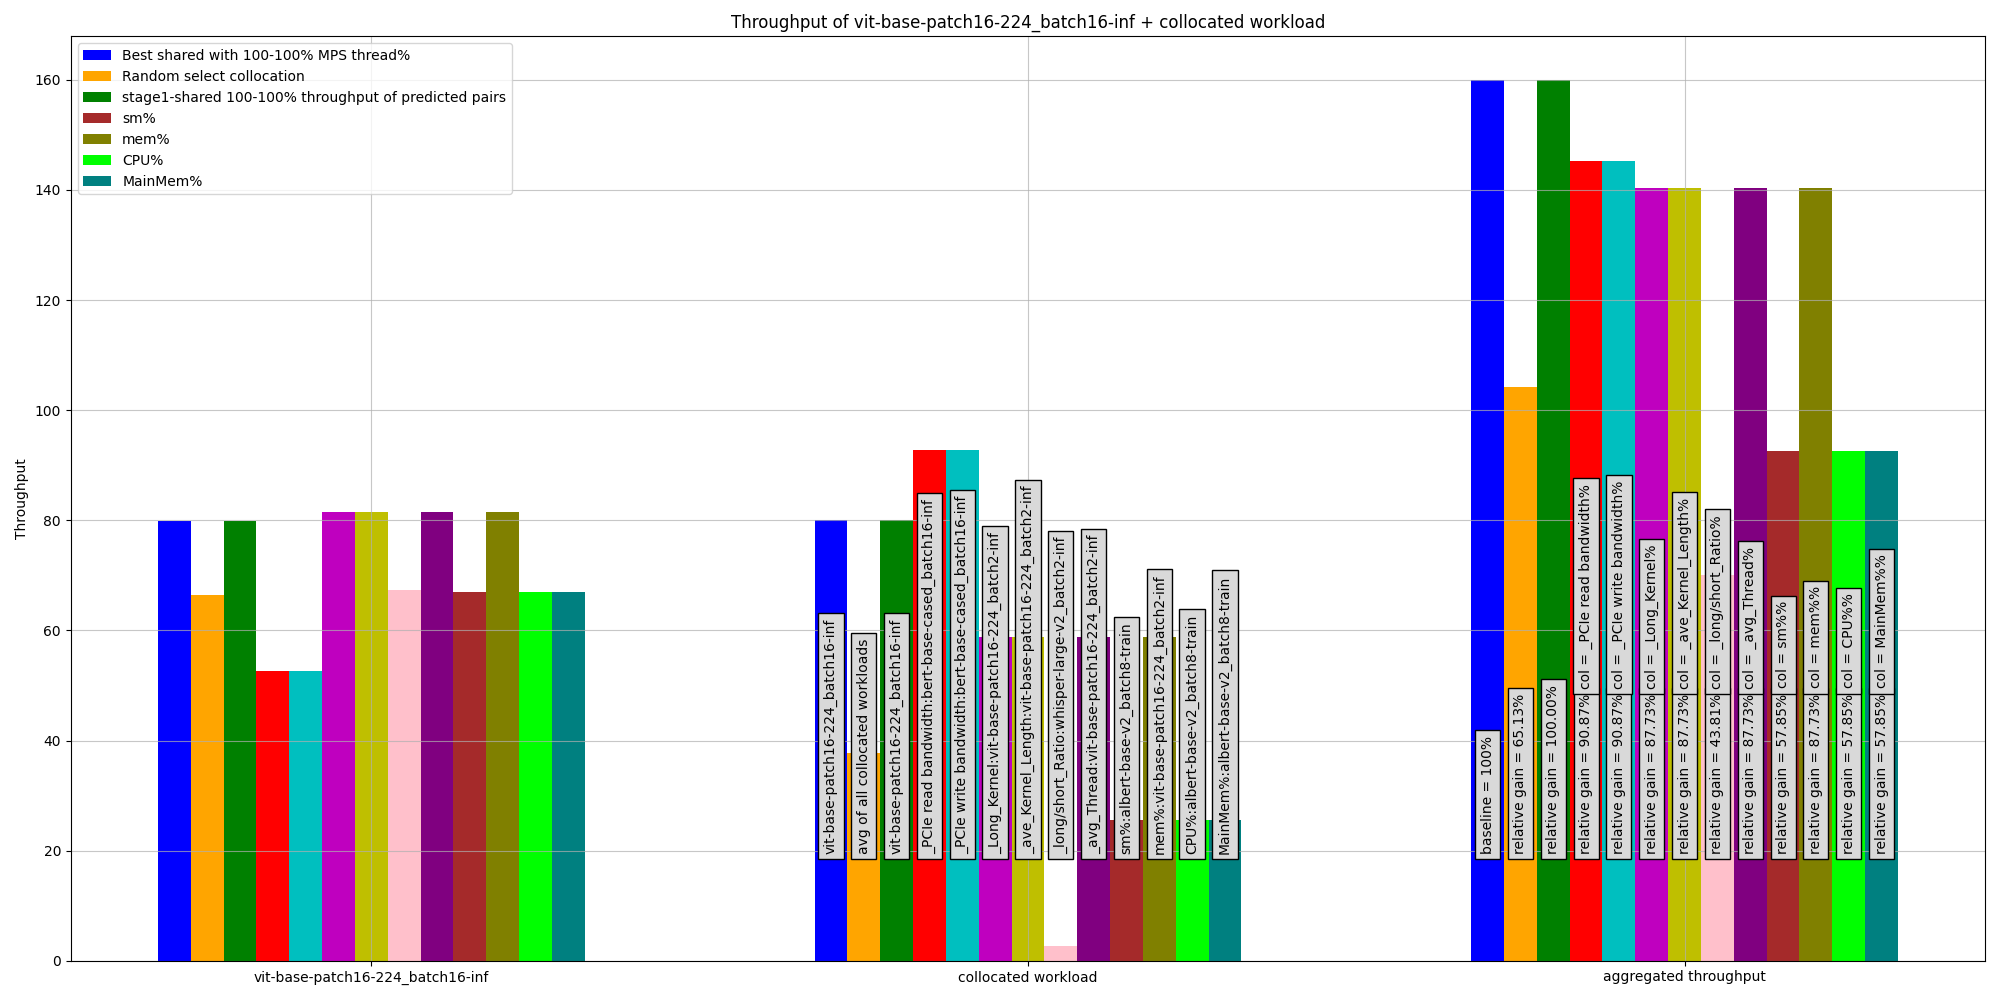 Throughput of vit-base-patch16-224_batch16-inf + collocated workload
Best shared with 100-100% MPS thread%
Random select collocation
stage1-shared 100-100% throughput of predicted pairs
sm%
mem%
CPU%
MainMem%
Throughput
160
140
120
100
80
60
40
20
0
vit-base-patch16-224_batch16-inf
avg of all collocated workloads
vit-base-patch16-224_batch16-inf
_PCIe read bandwidth:bert-base-cased_batch16-inf
_PCIe write bandwidth:bert-base-cased_batch16-inf
_Long_Kernel:vit-base-patch16-224_batch2-inf
_ave_Kernel_Length:vit-base-patch16-224_batch2-inf
_long/short_Ratio:whisper-large-v2_batch2-inf
_avg_Thread:vit-base-patch16-224_batch2-inf
sm%:albert-base-v2_batch8-train
mem%:vit-base-patch16-224_batch2-inf
CPU%:albert-base-v2_batch8-train
MainMem%:albert-base-v2_batch8-train
baseline = 100%
relative gain = 65.13%
relative gain = 100.00%
relative gain = 90.87%
col = _PCIe read bandwidth%
relative gain = 90.87%
col = _PCIe write bandwidth%
relative gain = 87.73%
col = _Long_Kernel%
relative gain = 87.73%
col = _ave_Kernel_Length%
relative gain = 43.81%
col = _long/short_Ratio%
relative gain = 87.73%
col = _avg_Thread%
relative gain = 57.85%
col = sm%%
relative gain = 87.73%
col = mem%%
relative gain = 57.85%
col = CPU%%
relative gain = 57.85%
col = MainMem%%
vit-base-patch16-224_batch16-inf
collocated workload
aggregated throughput